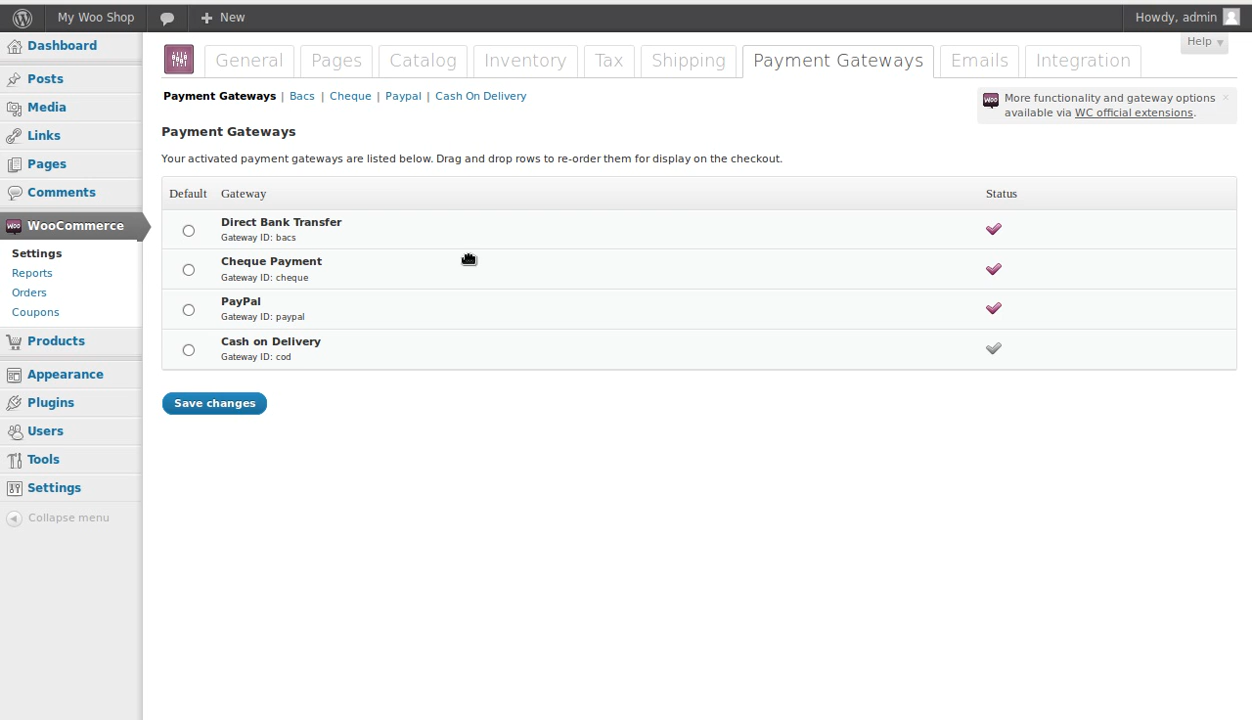 My Woo Shop
New
Howdy, admin
Help
Dashboard
Posts
Media
Links
Pages
Comments
WOO WooCommerce
Settings
Reports
Orders
Coupons
Products
Appearance
Plugins
Users
Tools
Settings
Collapse menu
General Pages Catalog Inventory Tax Shipping Payment Gateways Emails Integration
Payment Gateways | Bacs | Cheque | Paypal | Cash On Delivery
WOO More functionality and gateway options
available via WC official extensions.
Payment Gateways
Your activated payment gateways are listed below. Drag and drop rows to re-order them for display on the checkout.
Default Gateway Status
Direct Bank Transfer
Gateway ID: bacs
Cheque Payment
Gateway ID: cheque
PayPal
Gateway ID: paypal
Cash on Delivery
Gateway ID: cod
Save changes